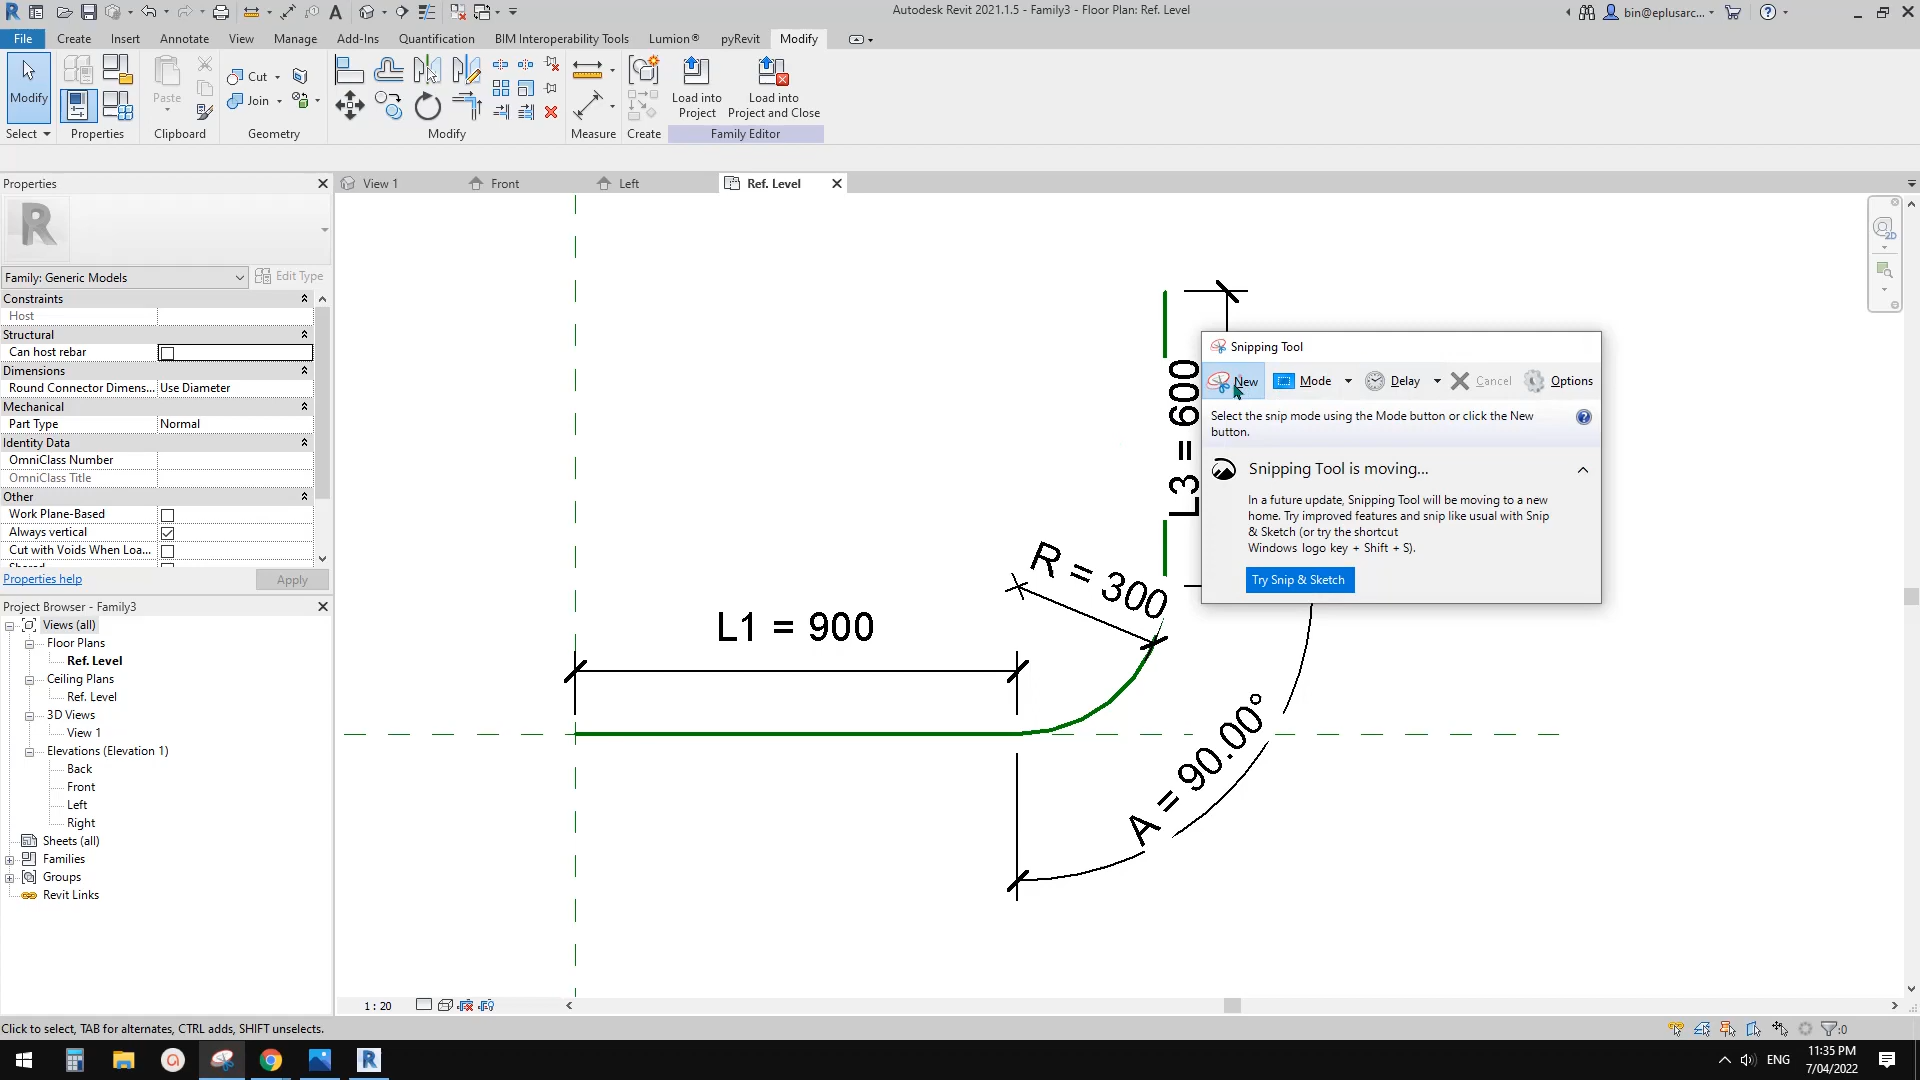 Autodesk Revit 2021.1.5 - Family3 - Floor Plan: Ref. Level
bin@eplusarc...
File Create Insert Annotate View Manage Add-Ins Quantification BIM Interoperability Tools Lumion® pyRevit Modify
Modify
Paste
Cut
Join
Load into Project
Load into Project and Close
Select Properties Clipboard Geometry Modify Measure Create Family Editor
Properties
View 1 Front Left Ref. Level
Family: Generic Models
Edit Type
Constraints
Host
Structural
Can host rebar
Dimensions
Round Connector Dimens... Use Diameter
Mechanical
Part Type Normal
Identity Data
OmniClass Number
OmniClass Title
Other
Work Plane-Based
Always vertical
Cut with Voids When Loa...
Properties help
Apply
Project Browser - Family3
Views (all)
Floor Plans
Ref. Level
Ceiling Plans
Ref. Level
3D Views
View 1
Elevations (Elevation 1)
Back
Front
Left
Right
Sheets (all)
Families
Groups
Revit Links
L3 = 600
R = 300
L1 = 900
A = 90.00°
Snipping Tool
New Mode Delay Cancel Options
Select the snip mode using the Mode button or click the New
button.
Snipping Tool is moving...
In a future update, Snipping Tool will be moving to a new
home. Try improved features and snip like usual with Snip
& Sketch (or try the shortcut
Windows logo key + Shift + S).
Try Snip & Sketch
1 : 20
Click to select, TAB for alternates, CTRL adds, SHIFT unselects.
:0
ENG
11:35 PM
7/04/2022